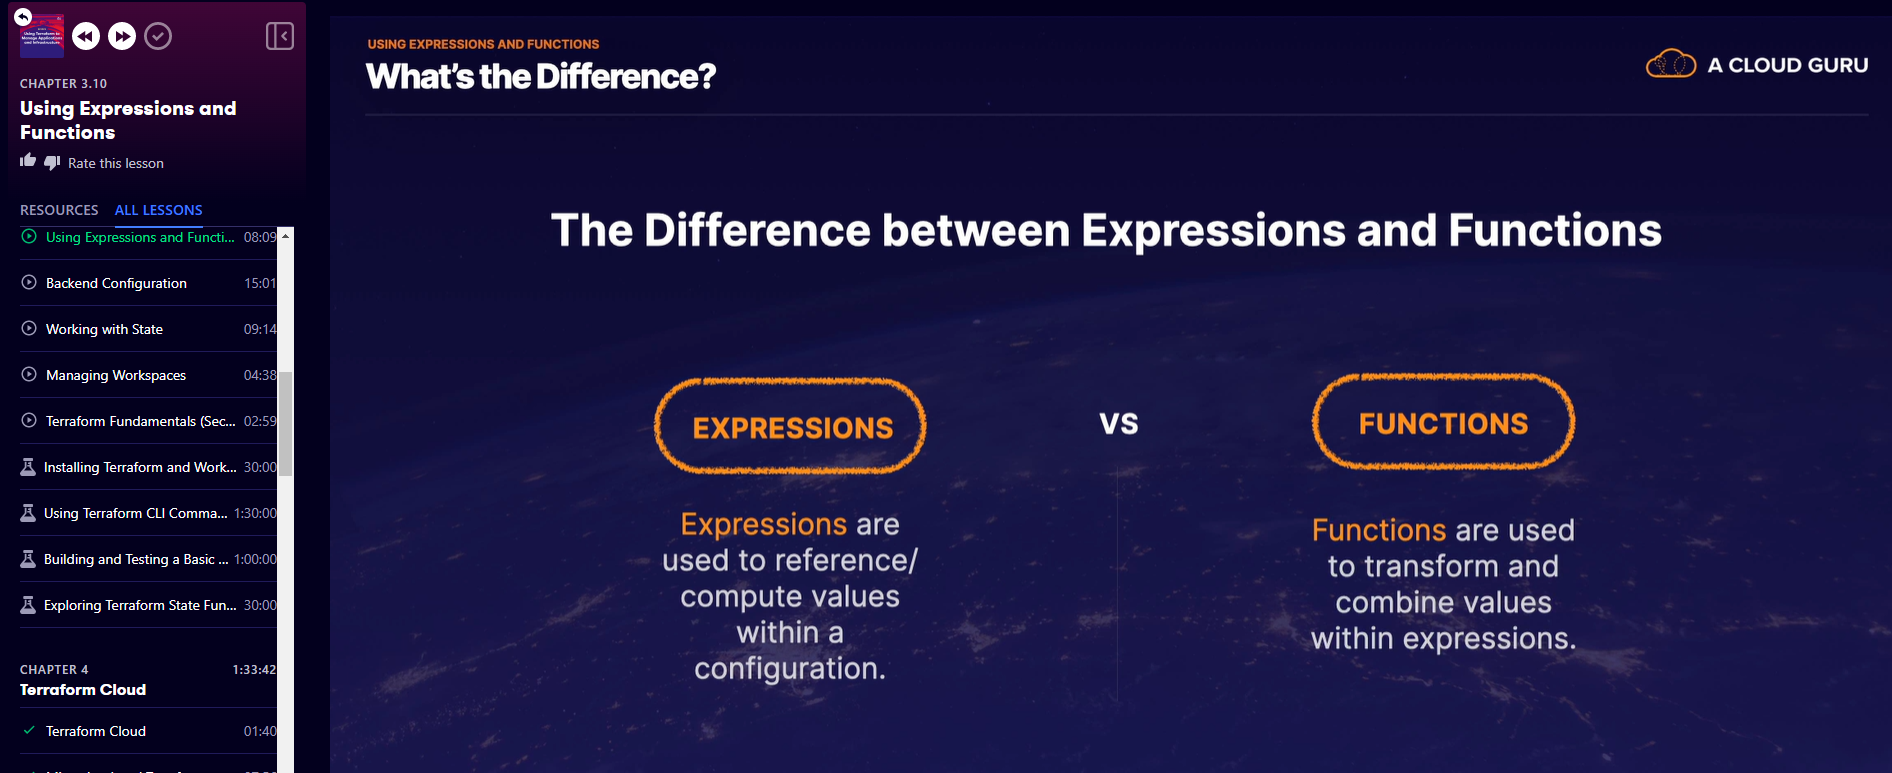 CHAPTER 3.10
Using Expressions and
Functions
Rate this lesson
RESOURCES ALL LESSONS
Using Expressions and Functi... 08:09
Backend Configuration 15:01
Working with State 09:14
Managing Workspaces 04:38
Terraform Fundamentals (Sec... 02:59
Installing Terraform and Work... 30:00
Using Terraform CLI Comma... 1:30:00
Building and Testing a Basic ... 1:00:00
Exploring Terraform State Fun... 30:00
CHAPTER 4 1:33:42
Terraform Cloud
Terraform Cloud 01:40
USING EXPRESSIONS AND FUNCTIONS
What's the Difference?
A CLOUD GURU
The Difference between Expressions and Functions
EXPRESSIONS
Expressions are
used to reference/
compute values
within a
configuration.
VS
FUNCTIONS
Functions are used
to transform and
combine values
within expressions.